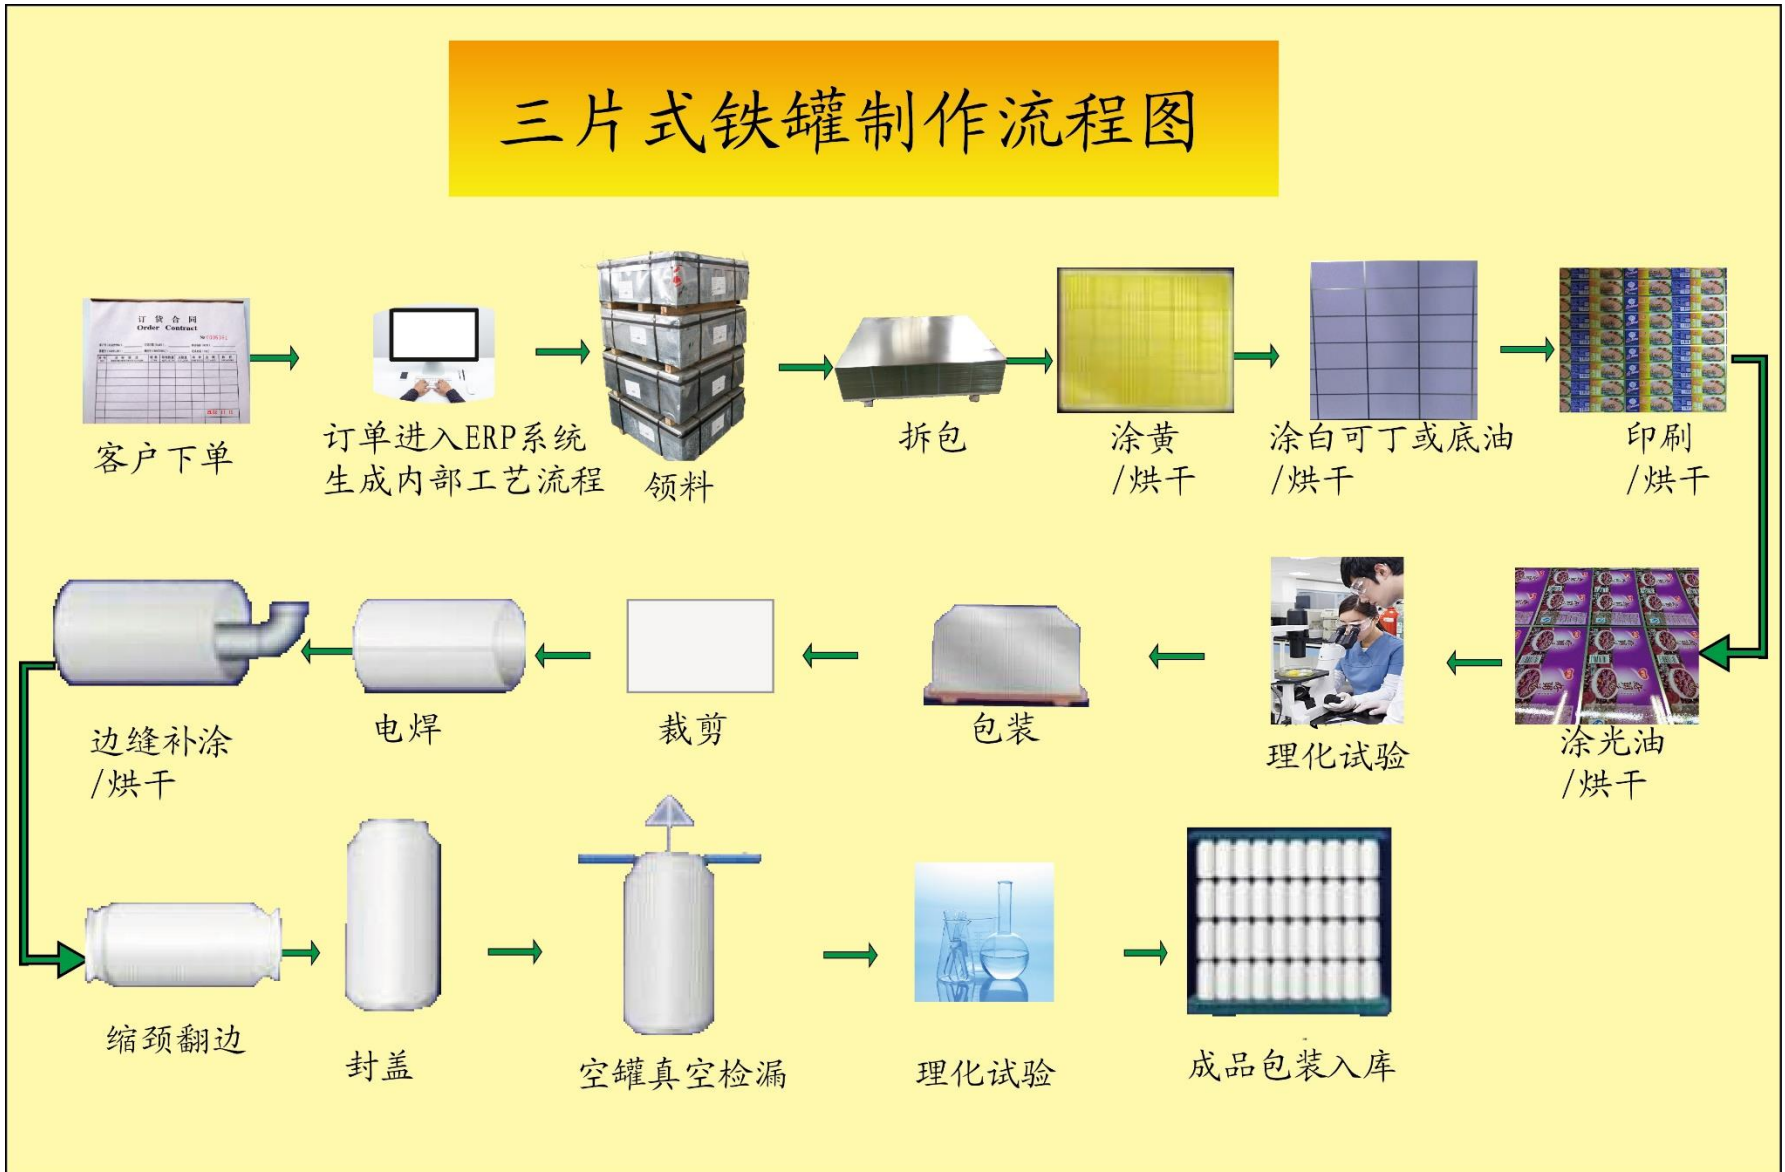 三片式铁罐制作流程图
订货合同
Order Contract
客户下单
订单进入ERP系统
生成内部工艺流程
领料
拆包
涂黄
/烘干
涂白可丁或底油
/烘干
印刷
/烘干
边缝补涂
/烘干
电焊
裁剪
包装
理化试验
涂光油
/烘干
缩颈翻边
封盖
空罐真空检漏
理化试验
成品包装入库